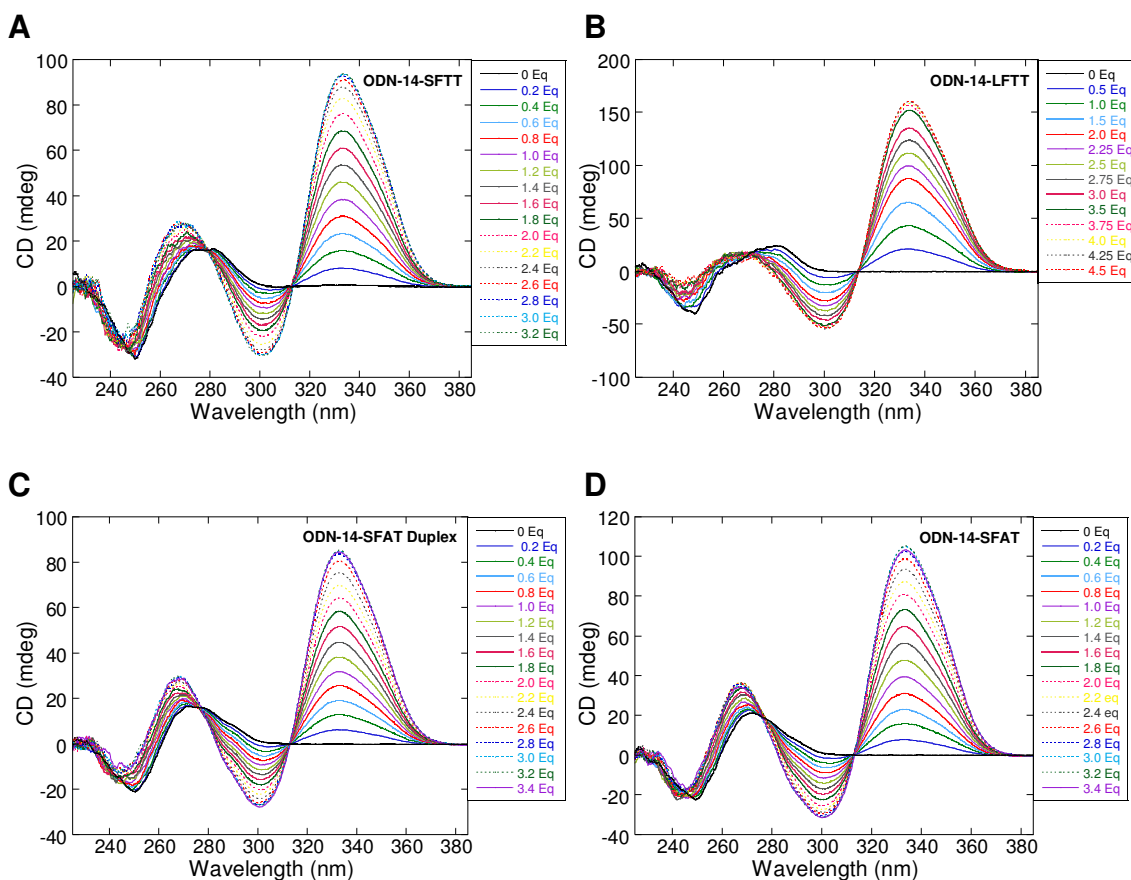 A
ODN-14-SFTT
CD (mdeg)
100
80
60
40
20
0
-20
-40
240 260 280 300 320 340 360 380
Wavelength (nm)
0 Eq
0.2 Eq
0.4 Eq
0.6 Eq
0.8 Eq
1.0 Eq
1.2 Eq
1.4 Eq
1.6 Eq
1.8 Eq
2.0 Eq
2.2 Eq
2.4 Eq
2.6 Eq
2.8 Eq
3.0 Eq
3.2 Eq
B
ODN-14-LFTT
CD (mdeg)
200
150
100
50
0
-50
-100
240 260 280 300 320 340 360 380
Wavelength (nm)
0 Eq
0.5 Eq
1.0 Eq
1.5 Eq
2.0 Eq
2.25 Eq
2.5 Eq
2.75 Eq
3.0 Eq
3.5 Eq
3.75 Eq
4.0 Eq
4.25 Eq
4.5 Eq
C
ODN-14-SFAT Duplex
CD (mdeg)
100
80
60
40
20
0
-20
-40
240 260 280 300 320 340 360 380
Wavelength (nm)
0 Eq
0.2 Eq
0.4 Eq
0.6 Eq
0.8 Eq
1.0 Eq
1.2 Eq
1.4 Eq
1.6 Eq
1.8 Eq
2.0 Eq
2.2 Eq
2.4 Eq
2.6 Eq
2.8 Eq
3.0 Eq
3.2 Eq
3.4 Eq
D
ODN-14-SFAT
CD (mdeg)
120
100
80
60
40
20
0
-20
-40
240 260 280 300 320 340 360 380
Wavelength (nm)
0 Eq
0.2 Eq
0.4 Eq
0.6 Eq
0.8 Eq
1.0 Eq
1.2 Eq
1.4 Eq
1.6 Eq
1.8 Eq
2.0 Eq
2.2 eq
2.4 eq
2.6 Eq
2.8 Eq
3.0 Eq
3.2 Eq
3.4 Eq